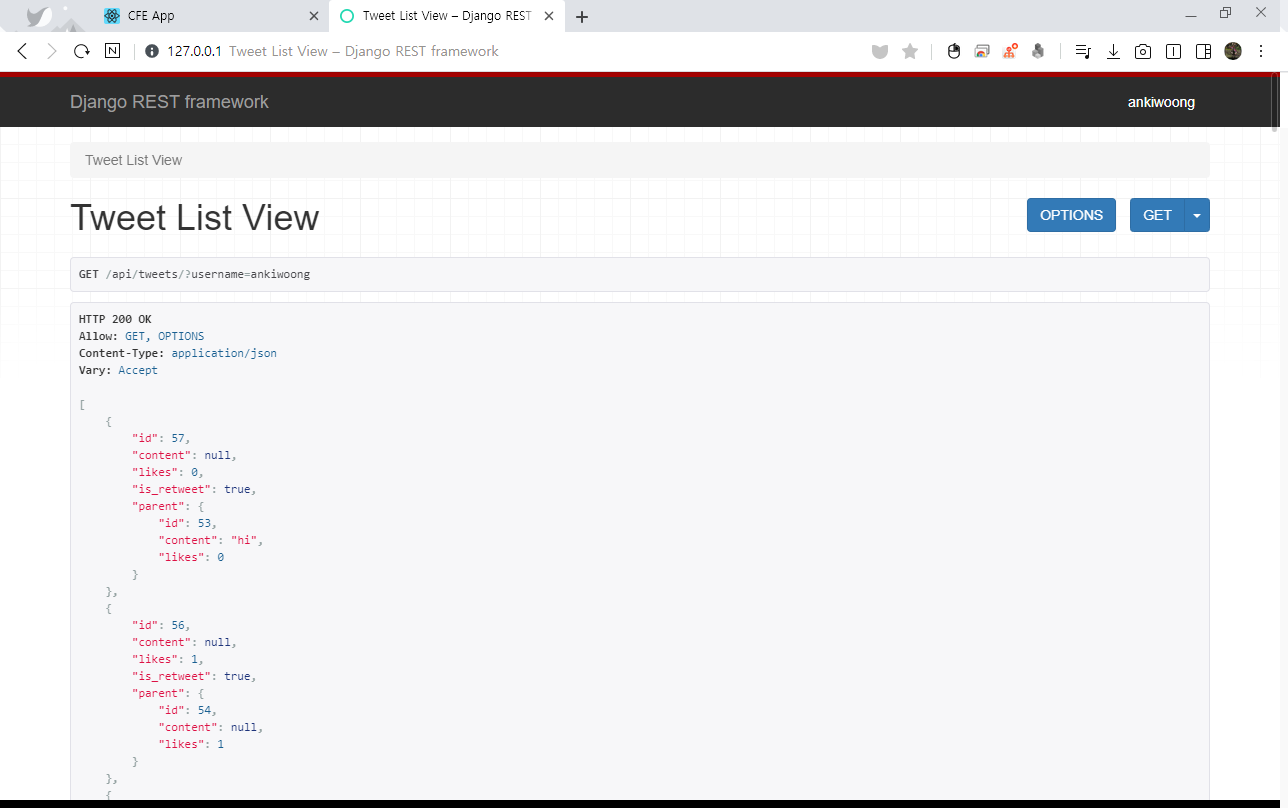 CFE App
Tweet List View – Django REST
127.0.0.1 Tweet List View – Django REST framework
Django REST framework
ankiwoong
Tweet List View
Tweet List View
OPTIONS
GET
GET /api/tweets/?username=ankiwoong
HTTP 200 OK
Allow: GET, OPTIONS
Content-Type: application/json
Vary: Accept
[
{
"id": 57,
"content": null,
"likes": 0,
"is_retweet": true,
"parent": {
"id": 53,
"content": "hi",
"likes": 0
}
},
{
"id": 56,
"content": null,
"likes": 1,
"is_retweet": true,
"parent": {
"id": 54,
"content": null,
"likes": 1
}
},
{